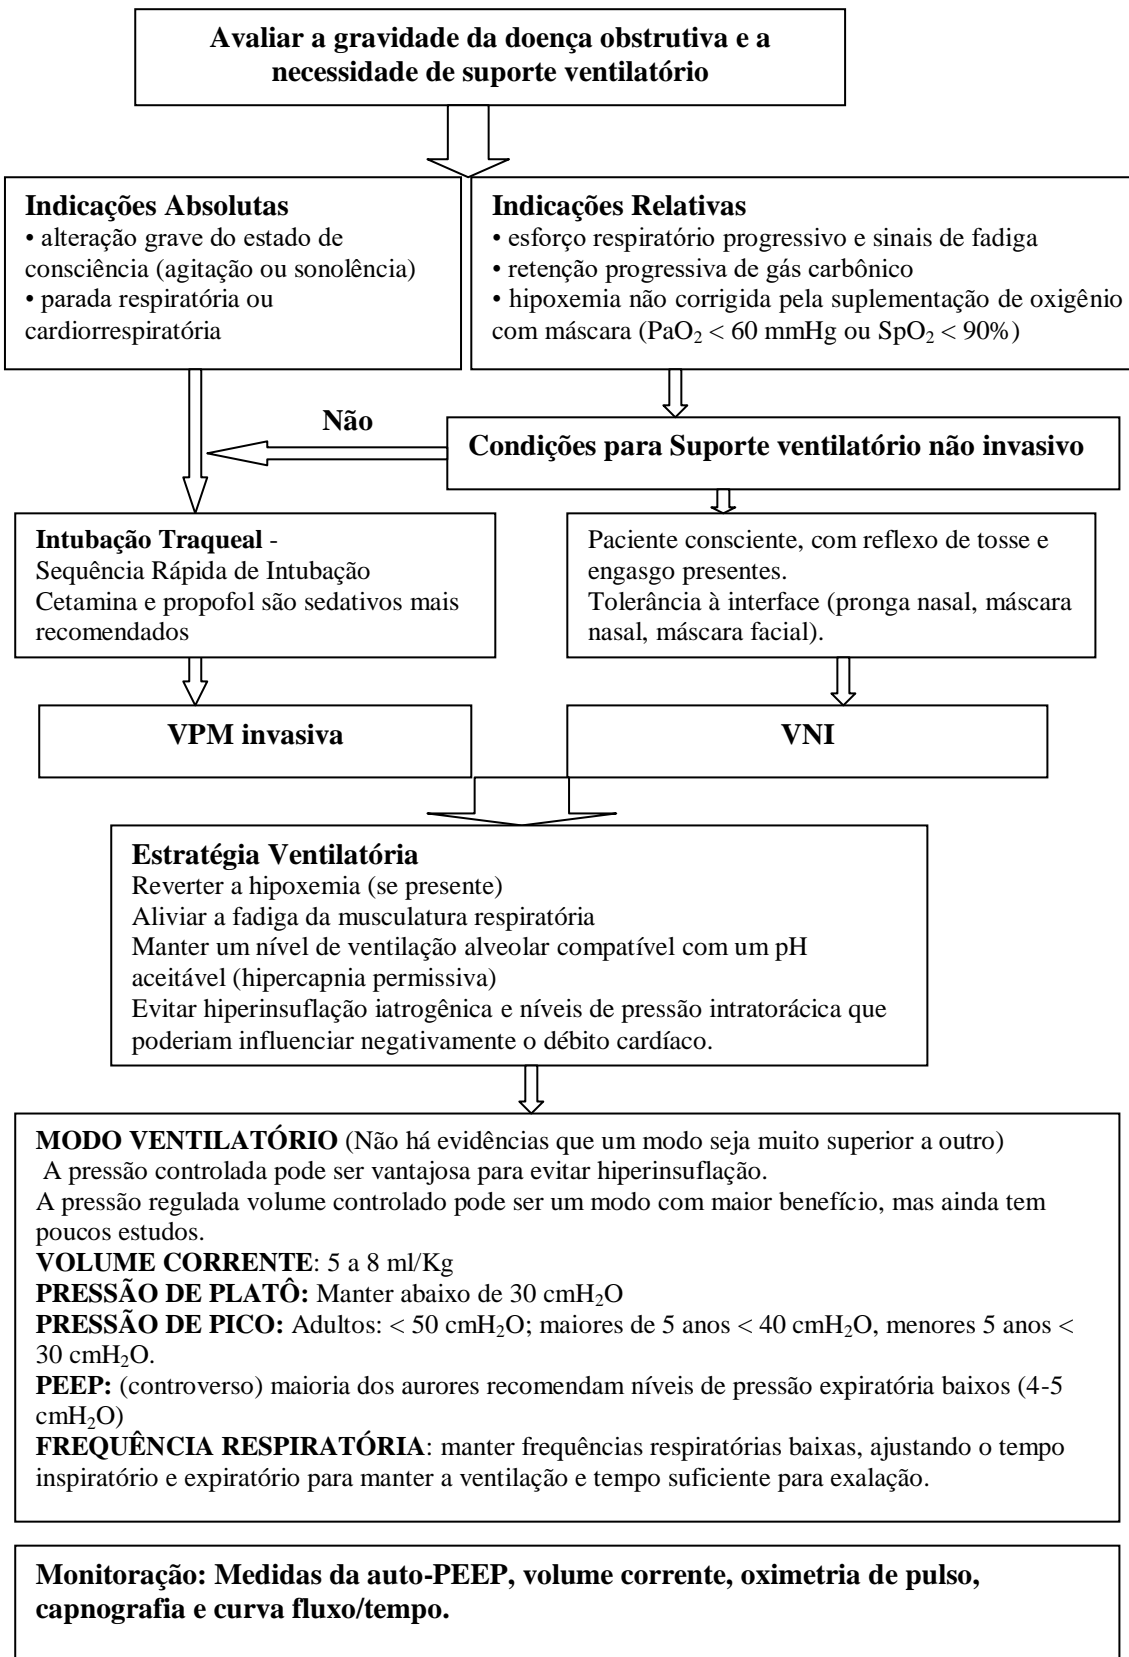 Avaliar a gravidade da doença obstrutiva e a
necessidade de suporte ventilatório
Indicações Absolutas
• alteração grave do estado de
consciência (agitação ou sonolência)
• parada respiratória ou
cardiorrespiratória
Indicações Relativas
• esforço respiratório progressivo e sinais de fadiga
• retenção progressiva de gás carbônico
• hipoxemia não corrigida pela suplementação de oxigênio
com máscara (PaO₂ < 60 mmHg ou SpO₂ < 90%)
Não
Condições para Suporte ventilatório não invasivo
Intubação Traqueal -
Sequência Rápida de Intubação
Cetamina e propofol são sedativos mais
recomendados
Paciente consciente, com reflexo de tosse e
engasgo presentes.
Tolerância à interface (pronga nasal, máscara
nasal, máscara facial).
VPM invasiva
VNI
Estratégia Ventilatória
Reverter a hipoxemia (se presente)
Aliviar a fadiga da musculatura respiratória
Manter um nível de ventilação alveolar compatível com um pH
aceitável (hipercapnia permissiva)
Evitar hiperinsuflação iatrogênica e níveis de pressão intratorácica que
poderiam influenciar negativamente o débito cardíaco.
MODO VENTILATÓRIO (Não há evidências que um modo seja muito superior a outro)
A pressão controlada pode ser vantajosa para evitar hiperinsuflação.
A pressão regulada volume controlado pode ser um modo com maior benefício, mas ainda tem
poucos estudos.
VOLUME CORRENTE: 5 a 8 ml/Kg
PRESSÃO DE PLATÔ: Manter abaixo de 30 cmH₂O
PRESSÃO DE PICO: Adultos: < 50 cmH₂O; maiores de 5 anos < 40 cmH₂O, menores 5 anos <
30 cmH₂O.
PEEP: (controverso) maioria dos aurores recomendam níveis de pressão expiratória baixos (4-5
cmH₂O)
FREQUÊNCIA RESPIRATÓRIA: manter frequências respiratórias baixas, ajustando o tempo
inspiratório e expiratório para manter a ventilação e tempo suficiente para exalação.
Monitoração: Medidas da auto-PEEP, volume corrente, oximetria de pulso,
capnografia e curva fluxo/tempo.